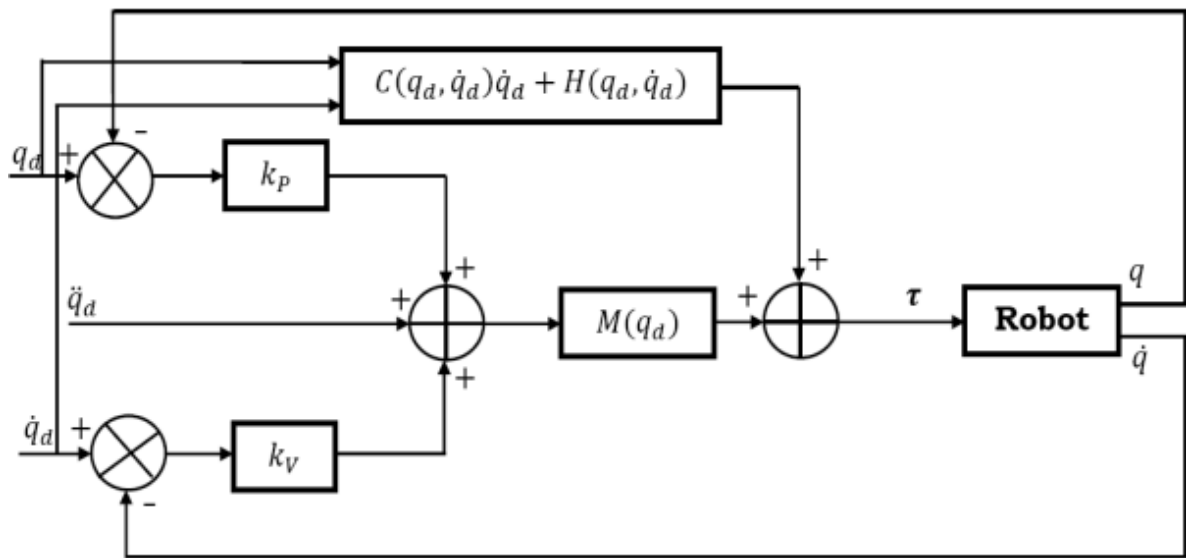 -
C(q_d, q̇_d)q̇_d + H(q_d, q̇_d)
q_d
+
k_P
+
+
q̈_d
+
M(q_d)
+
τ
Robot
q
q̇
+
q̇_d
+
k_V
-